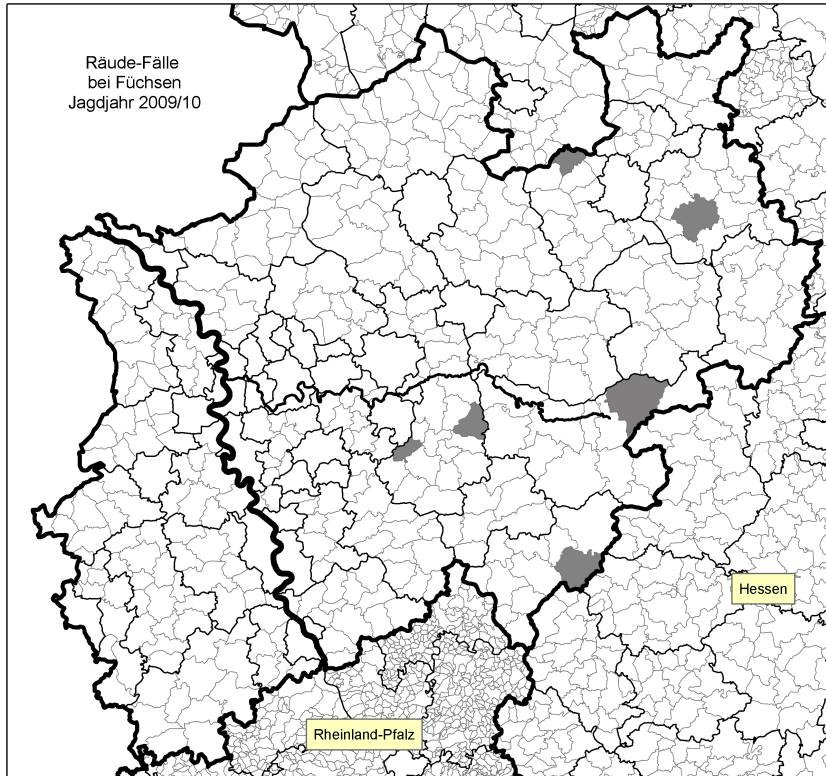 Räude-Fälle
bei Füchsen
Jagdjahr 2009/10
Hessen
Rheinland-Pfalz